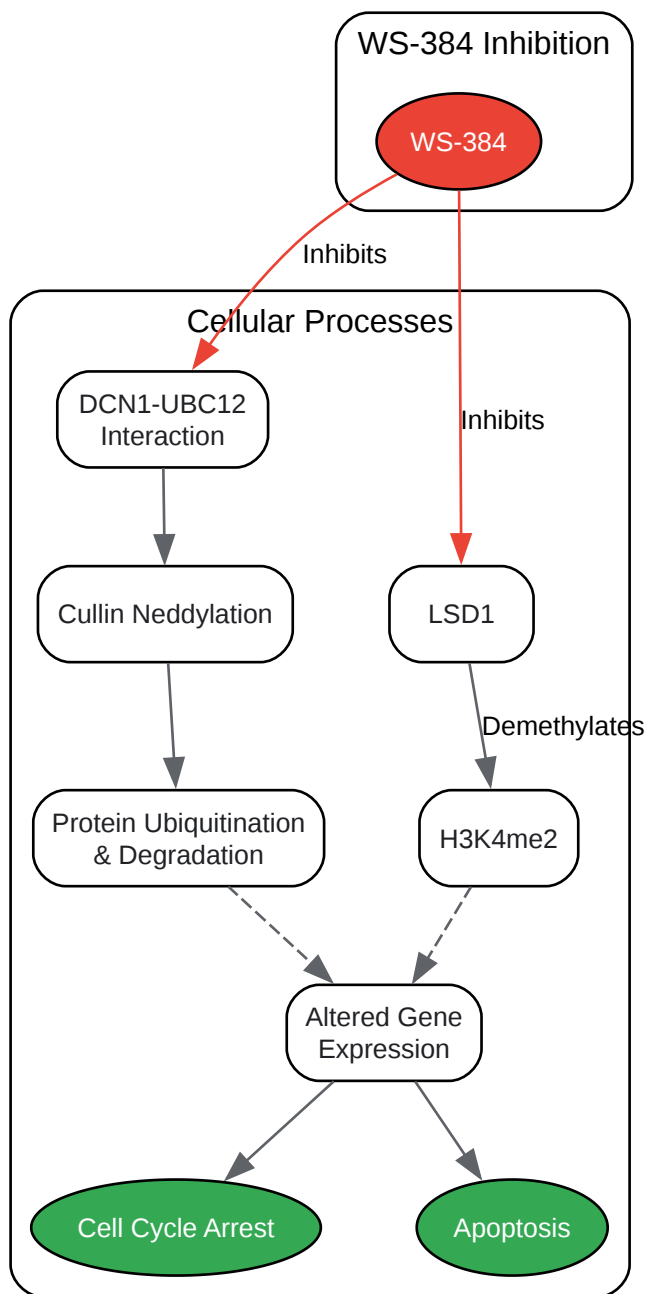 WS-384 Inhibition
WS-384
Inhibits
Cellular Processes
DCN1-UBC12
Interaction
Inhibits
Cullin Neddylation
LSD1
Demethylates
Protein Ubiquitination
& Degradation
H3K4me2
Altered Gene
Expression
Cell Cycle Arrest
Apoptosis